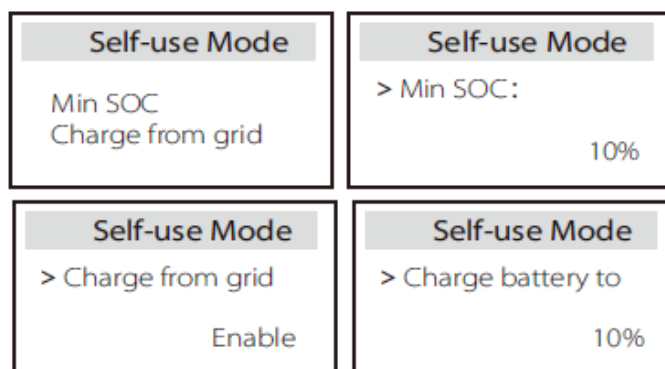 Self-use Mode
Min SOC
Charge from grid
Self-use Mode
> Min SOC:
10%
Self-use Mode
> Charge from grid
Enable
Self-use Mode
> Charge battery to
10%